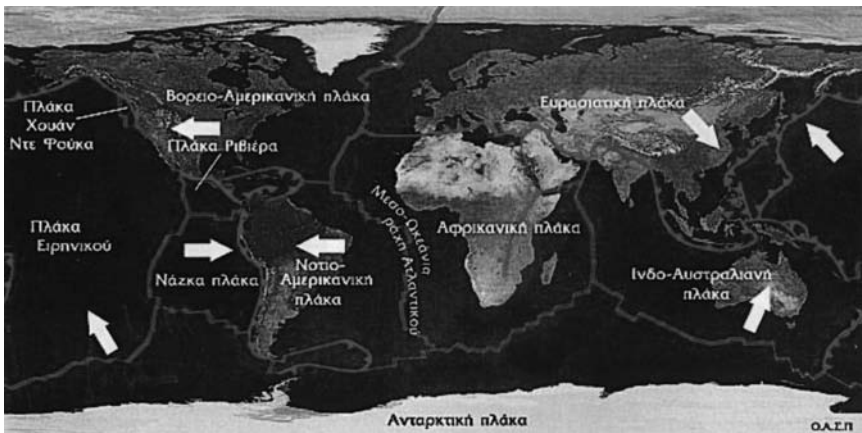 Πλάκα
Χουάν
Ντε Φούκα
Βορειο-Αμερικανική πλάκα
Πλάκα Ριβιέρα
Ευρασιατική πλάκα
Πλάκα
Ειρηνικού
Νάζκα πλάκα
Νοτιο-
Αμερικανική
πλάκα
Μεσο-Ωκεάνια
ράχη Ατλαντικού
Αφρικανική πλάκα
Ινδο-Αυστραλιανή
πλάκα
Ανταρκτική πλάκα
Ο.Α.Σ.Π